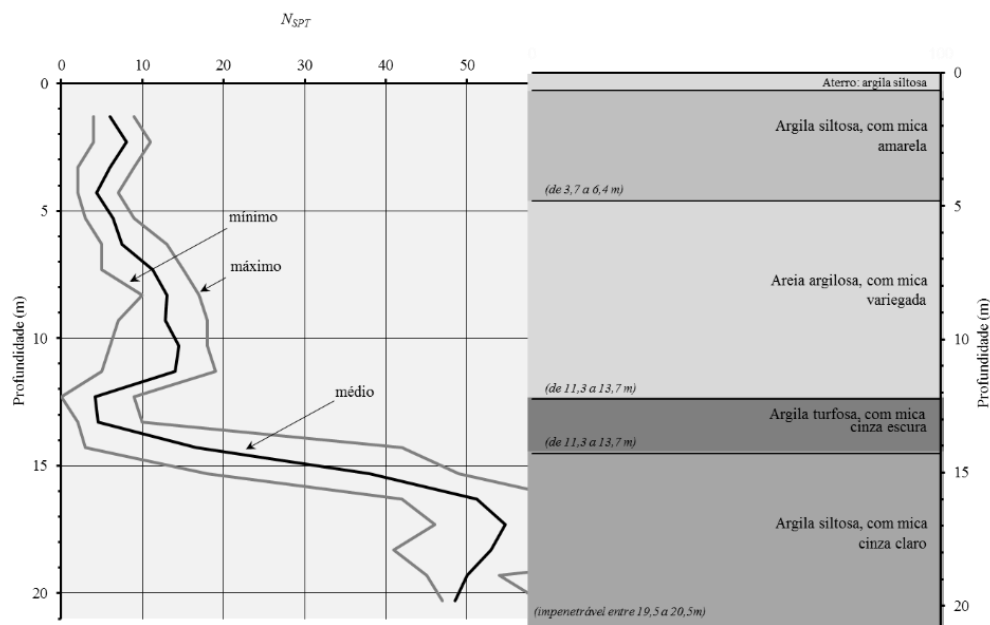 N_SPT
0 10 20 30 40 50
0
5
10
15
20
Profundidade (m)
mínimo
máximo
médio
Aterro: argila siltosa
Argila siltosa, com mica
amarela
(de 3,7 a 6,4 m)
Areia argilosa, com mica
variegada
(de 11,3 a 13,7 m)
Argila turfosa, com mica
cinza escura
(de 11,3 a 13,7 m)
Argila siltosa, com mica
cinza claro
(impenetrável entre 19,5 a 20,5m)
0
5
10
15
20
Profundidade (m)